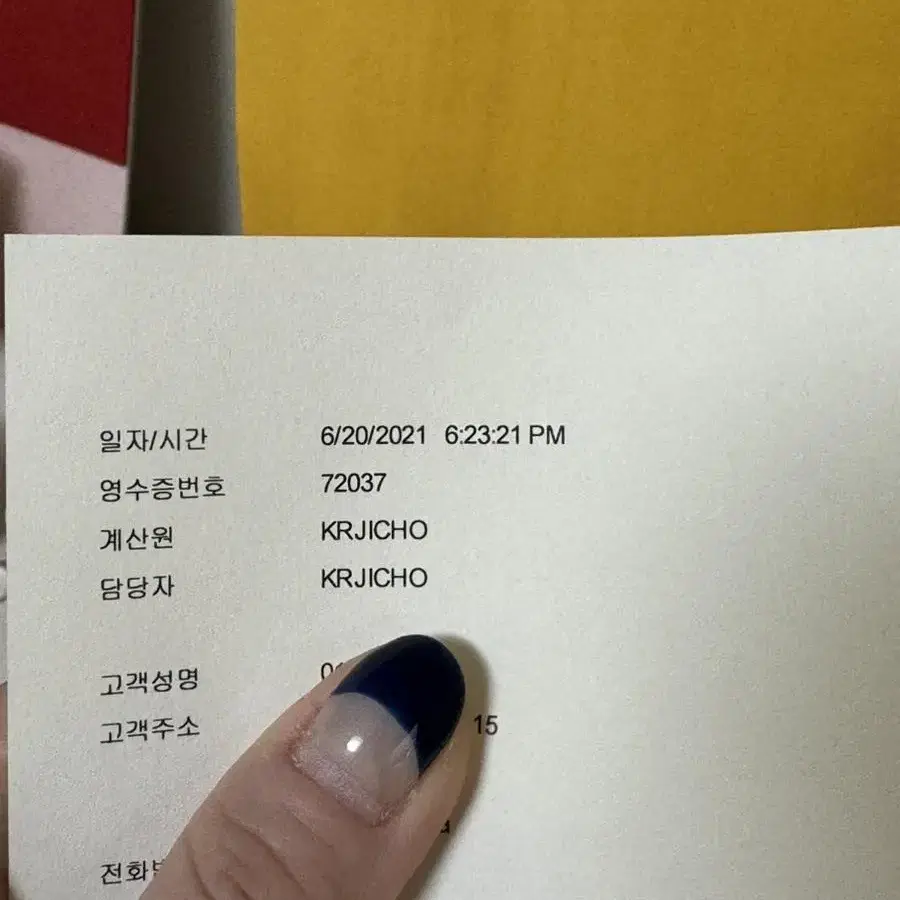 일자/시간 6/20/2021 6:23:21 PM
영수증번호 72037
계산원 KRJICHO
담당자 KRJICHO
고객성명
고객주소 15